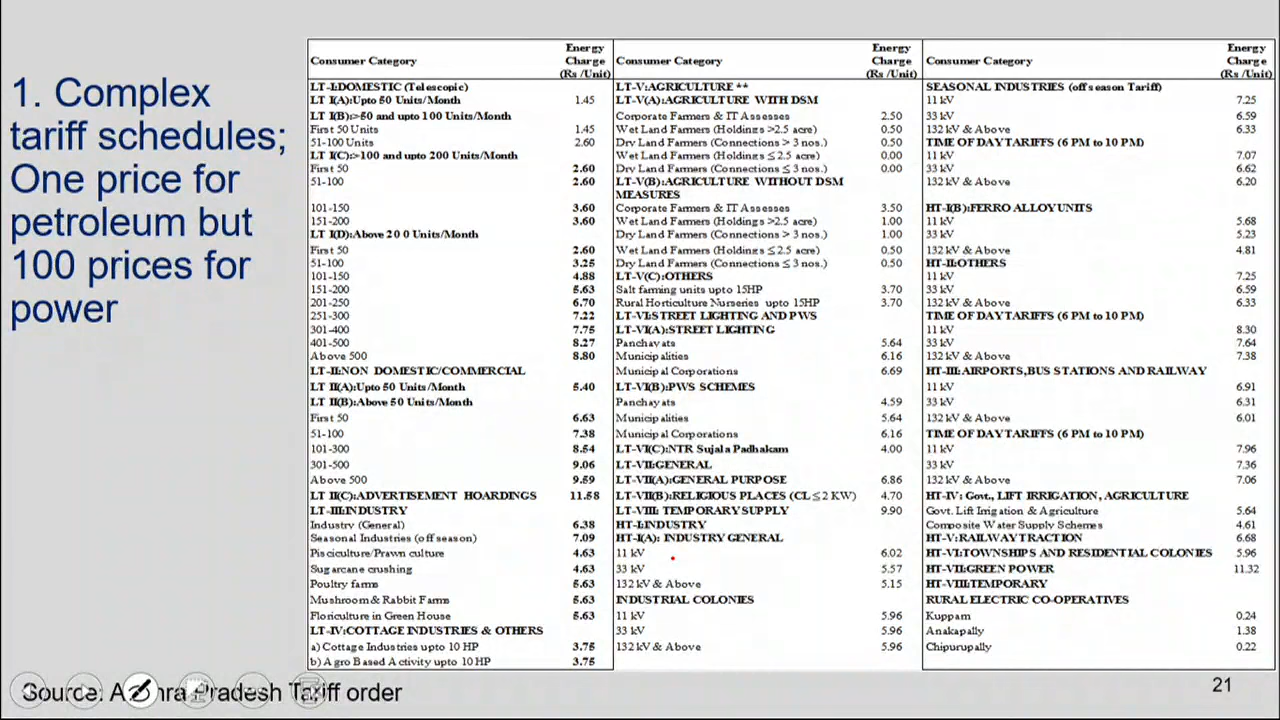 1. Complex
tariff schedules;
One price for
petroleum but
100 prices for
power
Consumer Category Energy Charge (Rs /Unit)
LT-I:DOMESTIC (Telescopic)
LT I(A):Upto 50 Units/Month 1.45
LT I(B):>50 and upto 100 Units/Month
First 50 Units 1.45
51-100 Units 2.60
LT I(C):>100 and upto 200 Units/Month
First 50 2.60
51-100 2.60
101-150 3.60
151-200 3.60
LT I(D):Above 20 0 Units/Month
First 50 2.60
51-100 3.25
101-150 4.88
151-200 5.63
201-250 6.70
251-300 7.22
301-400 7.75
401-500 8.27
Above 500 8.80
LT-II:NON DOMESTIC/COMMERCIAL
LT II(A):Upto 50 Units/Month 5.40
LT II(B):Above 50 Units/Month
First 50 6.63
51-100 7.38
101-300 8.54
301-500 9.06
Above 500 9.59
LT II(C):ADVERTISEMENT HOARDINGS 11.58
LT-III:INDUSTRY
Industry (General) 6.38
Seasonal Industries (off season) 7.09
Pisciculture/Prawn culture 4.63
Sugarcane crushing 4.63
Poultry farms 5.63
Mushroom & Rabbit Farms 5.63
Floriculture in Green House 5.63
LT-IV:COTTAGE INDUSTRIES & OTHERS
a) Cottage Industries upto 10 HP 3.75
b) Agro Based Activity upto 10 HP 3.75
Consumer Category Energy Charge (Rs /Unit)
LT-V:AGRICULTURE **
LT-V(A):AGRICULTURE WITH DSM
Corporate Farmers & IT Assesses 2.50
Wet Land Farmers (Holdings >2.5 acre) 0.50
Dry Land Farmers (Connections > 3 nos.) 0.50
Wet Land Farmers (Holdings ≤ 2.5 acre) 0.00
Dry Land Farmers (Connections ≤ 3 nos.) 0.00
LT-V(B):AGRICULTURE WITHOUT DSM
MEASURES
Corporate Farmers & IT Assesses 3.50
Wet Land Farmers (Holdings >2.5 acre) 1.00
Dry Land Farmers (Connections > 3 nos.) 1.00
Wet Land Farmers (Holdings ≤ 2.5 acre) 0.50
Dry Land Farmers (Connections ≤ 3 nos.) 0.50
LT-V(C):OTHERS
Salt farming units upto 15HP 3.70
Rural Horticulture Nurseries upto 15HP 3.70
LT-VI:STREET LIGHTING AND PWS
LT-VI(A):STREET LIGHTING
Panchayats 5.64
Municipalities 6.16
Municipal Corporations 6.69
LT-VI(B):PWS SCHEMES
Panchayats 4.59
Municipalities 5.64
Municipal Corporations 6.16
LT-VI(C):NTR Sujala Padhakam 4.00
LT-VII:GENERAL
LT-VII(A):GENERAL PURPOSE 6.86
LT-VII(B):RELIGIOUS PLACES (CL ≤ 2 KW) 4.70
LT-VIII: TEMPORARY SUPPLY 9.90
HT-I:INDUSTRY
HT-I(A): INDUSTRY GENERAL
11 kV 6.02
33 kV 5.57
132 kV & Above 5.15
INDUSTRIAL COLONIES
11 kV 5.96
33 kV 5.96
132 kV & Above 5.96
Consumer Category Energy Charge (Rs /Unit)
SEASONAL INDUSTRIES (off season Tariff)
11 kV 7.25
33 kV 6.59
132 kV & Above 6.33
TIME OF DAY TARIFFS (6 PM to 10 PM)
11 kV 7.07
33 kV 6.62
132 kV & Above 6.20
HT-I(B):FERRO ALLOY UNITS
11 kV 5.68
33 kV 5.23
132 kV & Above 4.81
HT-II:OTHERS
11 kV 7.25
33 kV 6.59
132 kV & Above 6.33
TIME OF DAY TARIFFS (6 PM to 10 PM)
11 kV 8.30
33 kV 7.64
132 kV & Above 7.38
HT-III:AIRPORTS,BUS STATIONS AND RAILWAY
11 kV 6.91
33 kV 6.31
132 kV & Above 6.01
TIME OF DAY TARIFFS (6 PM to 10 PM)
11 kV 7.96
33 kV 7.36
132 kV & Above 7.06
HT-IV: Govt., LIFT IRRIGATION, AGRICULTURE
Govt. Lift Irrigation & Agriculture 5.64
Composite Water Supply Schemes 4.61
HT-V:RAILWAY TRACTION 6.68
HT-VI:TOWNSHIPS AND RESIDENTIAL COLONIES 5.96
HT-VII:GREEN POWER 11.32
HT-VIII:TEMPORARY
RURAL ELECTRIC CO-OPERATIVES
Kuppam 0.24
Anakapally 1.38
Chipurupally 0.22
Source: Andhra Pradesh Tariff order
21